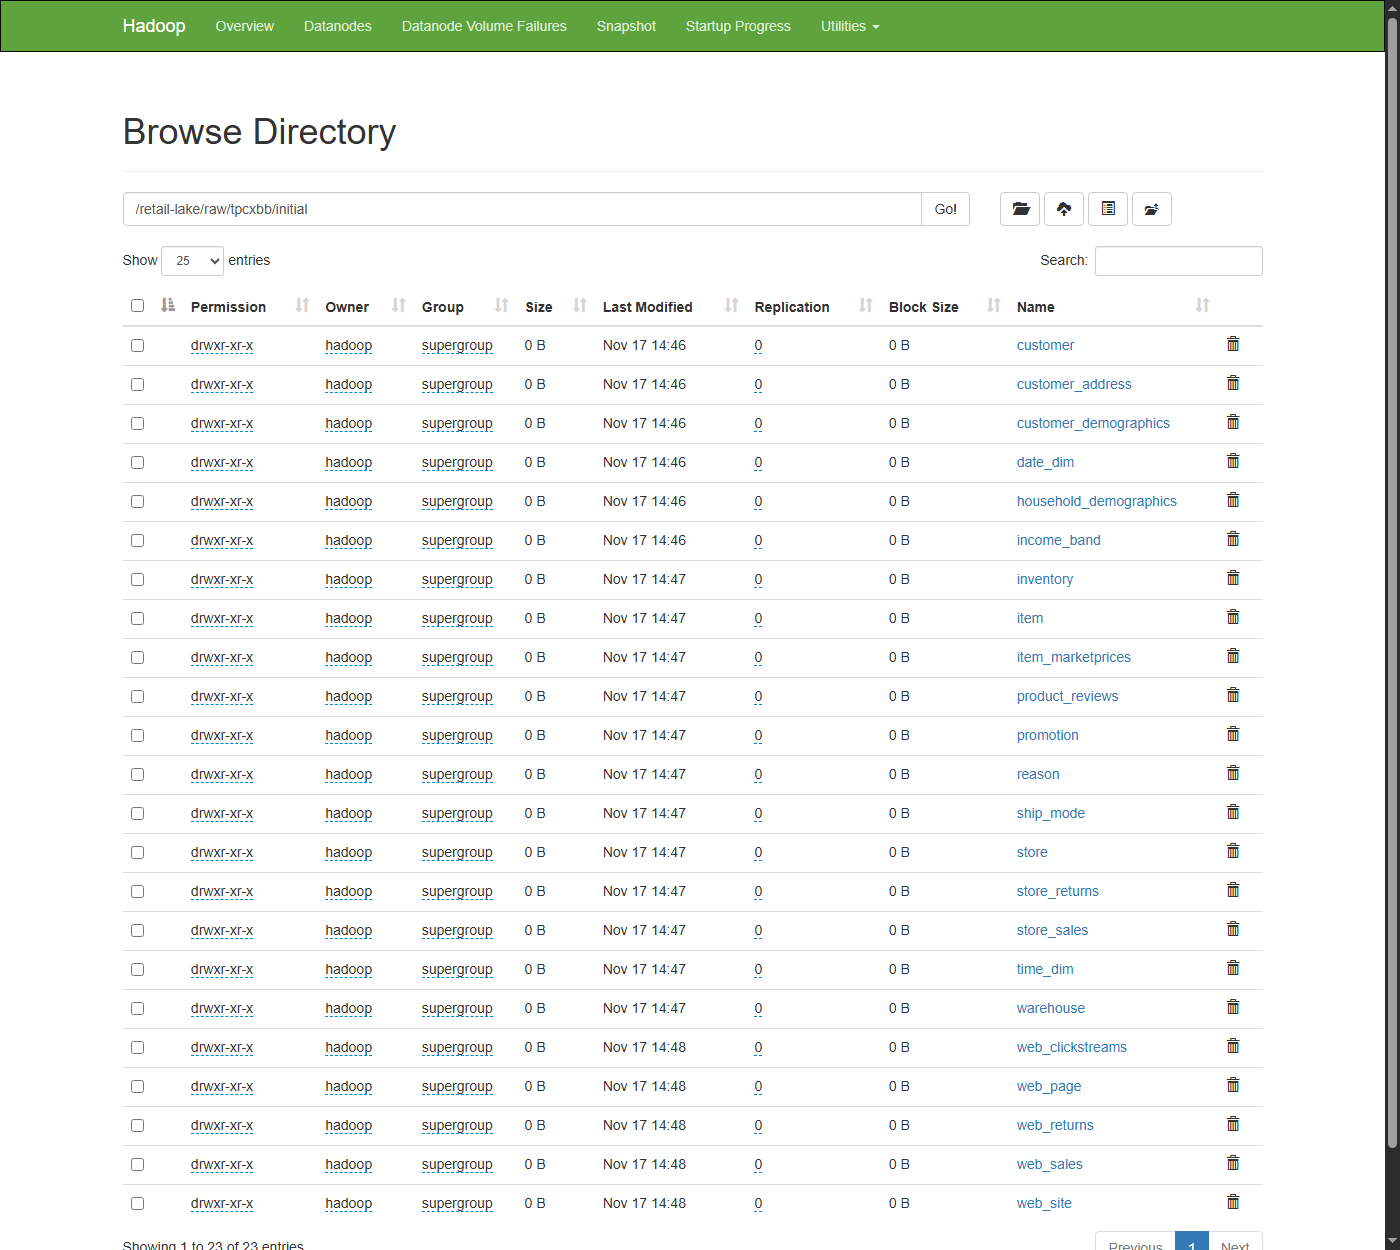 Hadoop Overview Datanodes Datanode Volume Failures Snapshot Startup Progress Utilities
Browse Directory
/retail-lake/raw/tpcxbb/initial Go!
Show 25 entries Search:
Permission Owner Group Size Last Modified Replication Block Size Name
drwxr-xr-x hadoop supergroup 0 B Nov 17 14:46 0 0 B customer
drwxr-xr-x hadoop supergroup 0 B Nov 17 14:46 0 0 B customer_address
drwxr-xr-x hadoop supergroup 0 B Nov 17 14:46 0 0 B customer_demographics
drwxr-xr-x hadoop supergroup 0 B Nov 17 14:46 0 0 B date_dim
drwxr-xr-x hadoop supergroup 0 B Nov 17 14:46 0 0 B household_demographics
drwxr-xr-x hadoop supergroup 0 B Nov 17 14:46 0 0 B income_band
drwxr-xr-x hadoop supergroup 0 B Nov 17 14:47 0 0 B inventory
drwxr-xr-x hadoop supergroup 0 B Nov 17 14:47 0 0 B item
drwxr-xr-x hadoop supergroup 0 B Nov 17 14:47 0 0 B item_marketprices
drwxr-xr-x hadoop supergroup 0 B Nov 17 14:47 0 0 B product_reviews
drwxr-xr-x hadoop supergroup 0 B Nov 17 14:47 0 0 B promotion
drwxr-xr-x hadoop supergroup 0 B Nov 17 14:47 0 0 B reason
drwxr-xr-x hadoop supergroup 0 B Nov 17 14:47 0 0 B ship_mode
drwxr-xr-x hadoop supergroup 0 B Nov 17 14:47 0 0 B store
drwxr-xr-x hadoop supergroup 0 B Nov 17 14:47 0 0 B store_returns
drwxr-xr-x hadoop supergroup 0 B Nov 17 14:47 0 0 B store_sales
drwxr-xr-x hadoop supergroup 0 B Nov 17 14:47 0 0 B time_dim
drwxr-xr-x hadoop supergroup 0 B Nov 17 14:47 0 0 B warehouse
drwxr-xr-x hadoop supergroup 0 B Nov 17 14:48 0 0 B web_clickstreams
drwxr-xr-x hadoop supergroup 0 B Nov 17 14:48 0 0 B web_page
drwxr-xr-x hadoop supergroup 0 B Nov 17 14:48 0 0 B web_returns
drwxr-xr-x hadoop supergroup 0 B Nov 17 14:48 0 0 B web_sales
drwxr-xr-x hadoop supergroup 0 B Nov 17 14:48 0 0 B web_site
Showing 1 to 23 of 23 entries Previous 1 Next